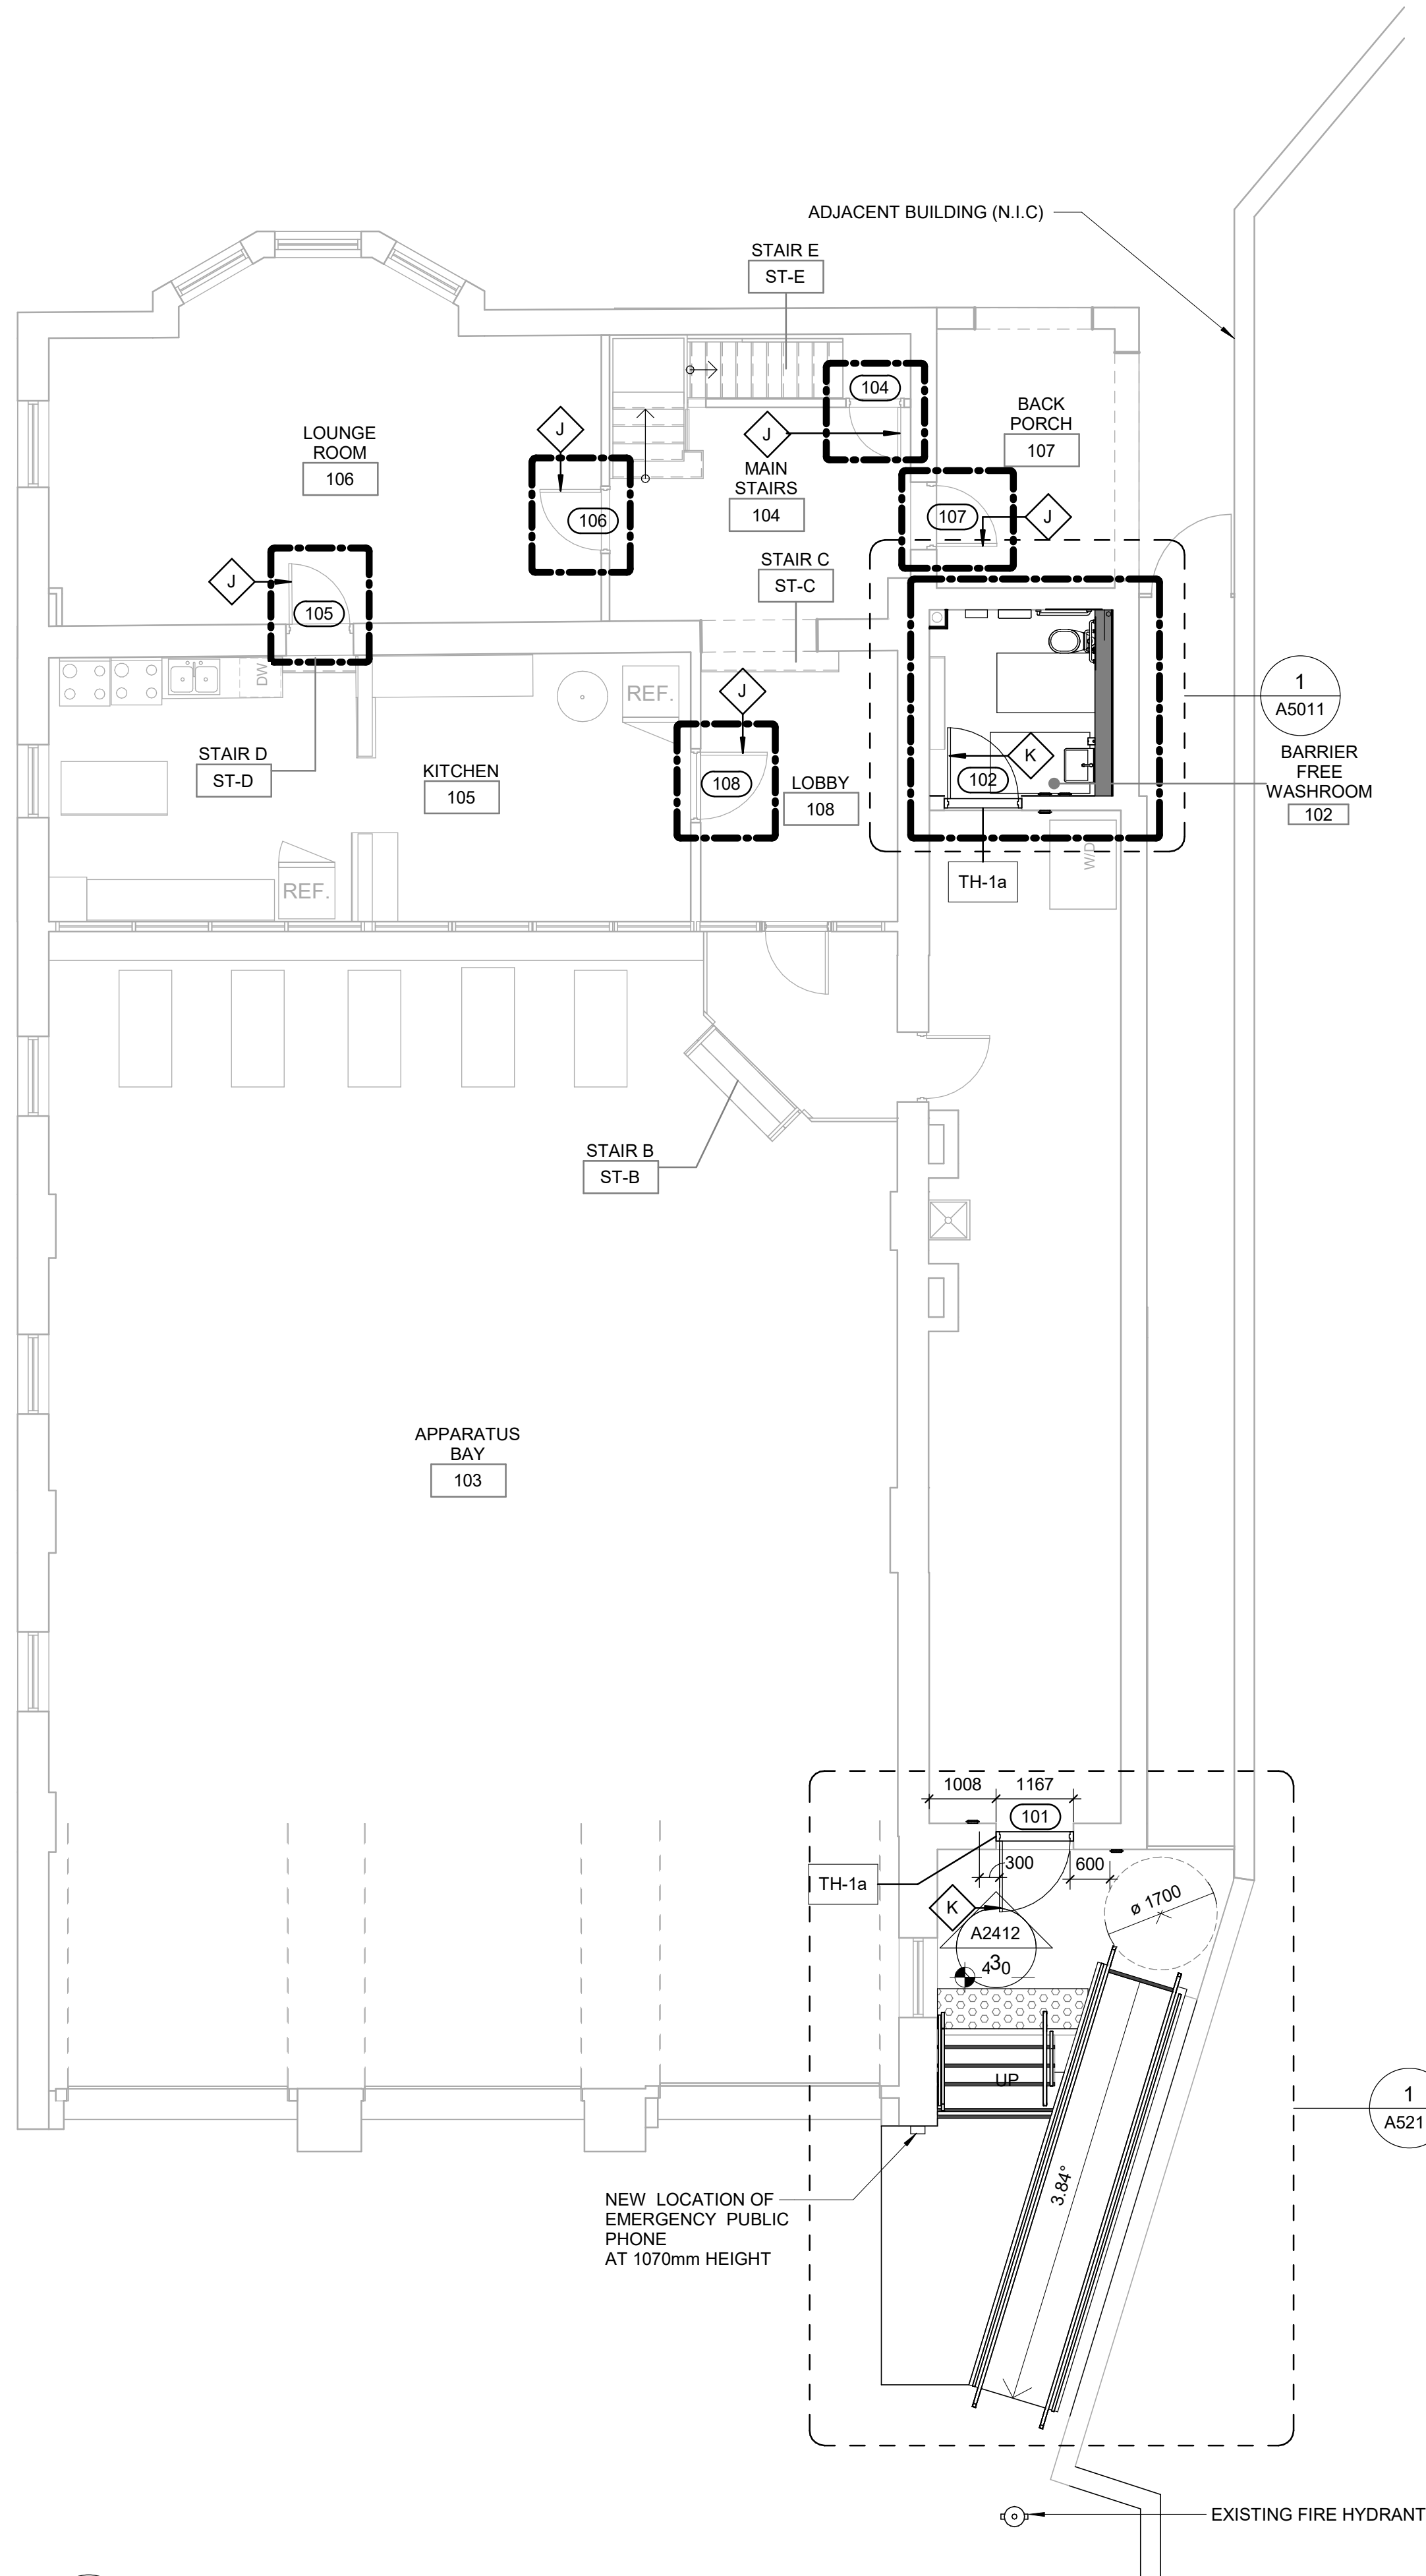 ADJACENT BUILDING (N.I.C)
STAIR E
ST-E
104
BACK
PORCH
107
J
J
LOUNGE
ROOM
106
MAIN
STAIRS
104
106
107
J
STAIR C
ST-C
J
105
1
A5011
DW
REF.
J
STAIR D
ST-D
KITCHEN
105
108
LOBBY
108
K
102
BARRIER
FREE
WASHROOM
102
REF.
W/D
TH-1a
STAIR B
ST-B
APPARATUS
BAY
103
1008
1167
101
300
600
TH-1a
K
ø 1700
A2412
3
UP
1
A521
3.84°
NEW LOCATION OF
EMERGENCY PUBLIC
PHONE
AT 1070mm HEIGHT
EXISTING FIRE HYDRANT